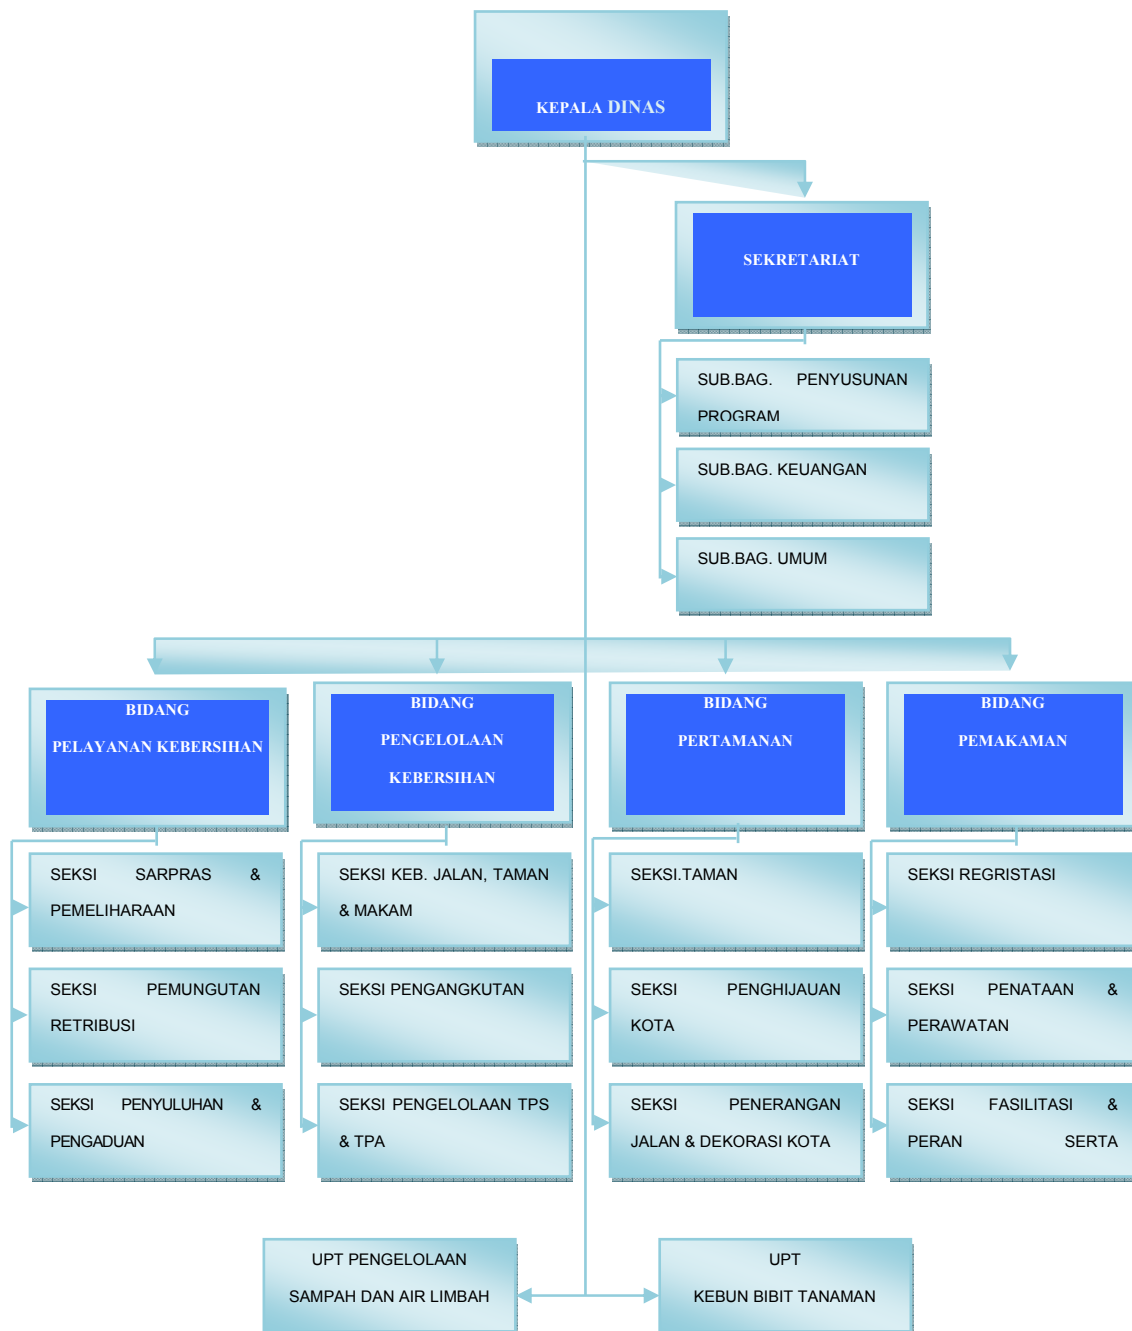 KEPALA DINAS
SEKRETARIAT
SUB.BAG. PENYUSUNAN
PROGRAM
SUB.BAG. KEUANGAN
SUB.BAG. UMUM
BIDANG
PELAYANAN KEBERSIHAN
BIDANG
PENGELOLAAN
KEBERSIHAN
BIDANG
PERTAMANAN
BIDANG
PEMAKAMAN
SEKSI SARPRAS &
PEMELIHARAAN
SEKSI KEB. JALAN, TAMAN
& MAKAM
SEKSI.TAMAN
SEKSI REGRISTASI
SEKSI PEMUNGUTAN
RETRIBUSI
SEKSI PENGANGKUTAN
SEKSI PENGHIJAUAN
KOTA
SEKSI PENATAAN &
PERAWATAN
SEKSI PENYULUHAN &
PENGADUAN
SEKSI PENGELOLAAN TPS
& TPA
SEKSI PENERANGAN
JALAN & DEKORASI KOTA
SEKSI FASILITASI &
PERAN SERTA
UPT PENGELOLAAN
SAMPAH DAN AIR LIMBAH
UPT
KEBUN BIBIT TANAMAN